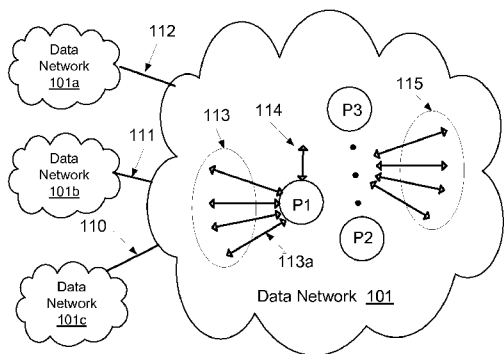 112
Data
Network
101a
113
114
P3
115
111
Data
Network
101b
P1
110
P2
113a
Data
Network
101c
Data Network 101